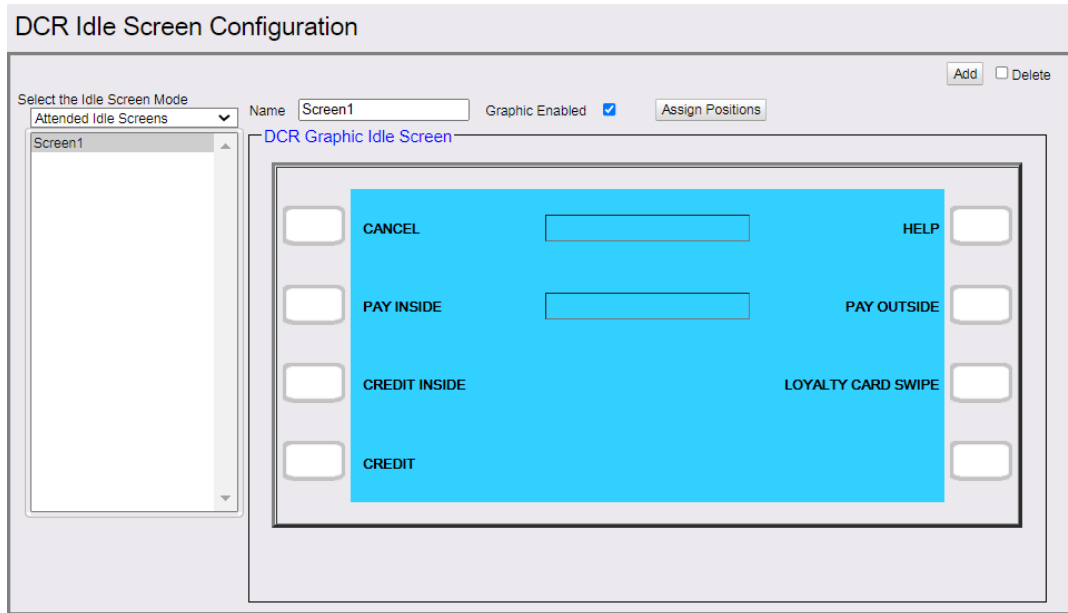 DCR Idle Screen Configuration
Add Delete
Select the Idle Screen Mode
Attended Idle Screens
Name Screen1 Graphic Enabled Assign Positions
Screen1
DCR Graphic Idle Screen
CANCEL HELP
PAY INSIDE PAY OUTSIDE
CREDIT INSIDE LOYALTY CARD SWIPE
CREDIT